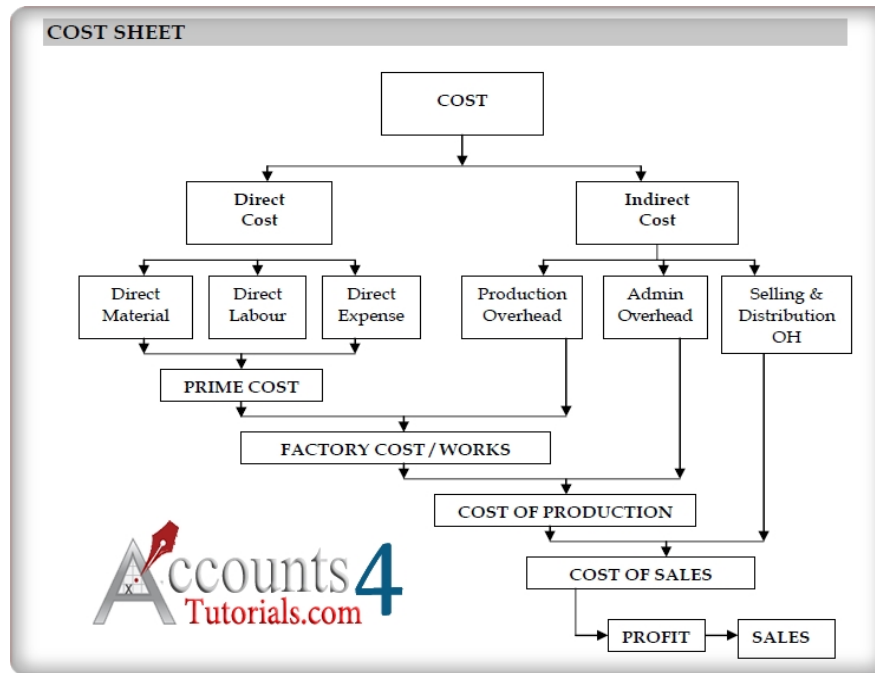 COST SHEET
COST
Direct
Cost
Indirect
Cost
Direct
Material
Direct
Labour
Direct
Expense
Production
Overhead
Admin
Overhead
Selling &
Distribution
OH
PRIME COST
FACTORY COST / WORKS
COST OF PRODUCTION
COST OF SALES
PROFIT
SALES
Accounts 4
Tutorials.com